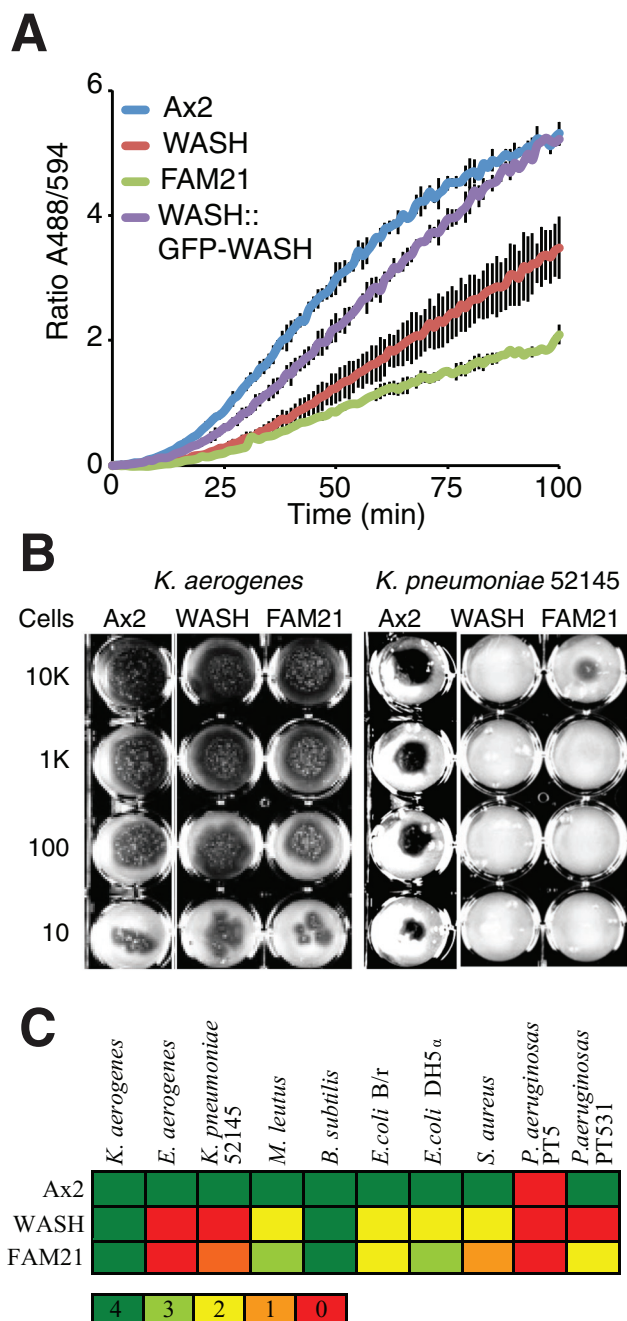 A
6
4
2
0
Ratio A488/594
Ax2
WASH
FAM21
WASH::
GFP-WASH
0 25 50 75 100
Time (min)
B
K. aerogenes K. pneumoniae 52145
Cells Ax2 WASH FAM21 Ax2 WASH FAM21
10K
1K
100
10
C
K. aerogenes
E. aerogenes
K. pneumoniae
52145
M. leutus
B. subtilis
E.coli B/r
E.coli DH5α
S. aureus
P. aeruginosas
PT5
P.aeruginosas
PT531
Ax2
WASH
FAM21
4 3 2 1 0